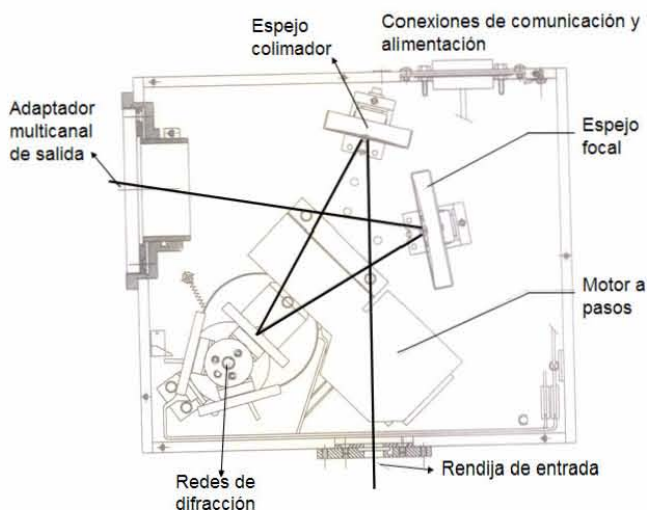 Espejo
colimador
Conexiones de comunicación y
alimentación
Adaptador
multicanal
de salida
Espejo
focal
Motor a
pasos
Rendija de entrada
Redes de
difracción